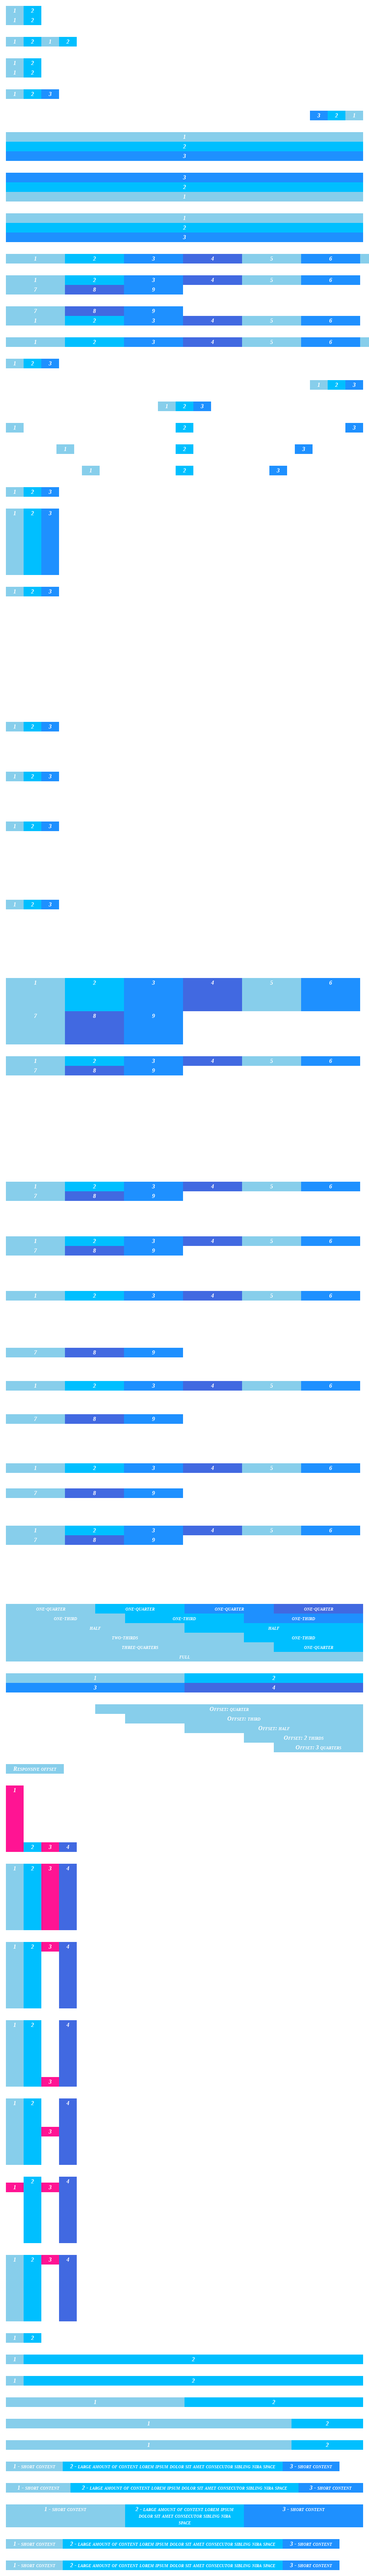 1 2
1 2
1 2 1 2
1 2
1 2
1 2 3
3 2 1
1
2
3
3
2
1
1
2
3
1 2 3 4 5 6
1 2 3 4 5 6
7 8 9
7 8 9
1 2 3 4 5 6
1 2 3 4 5 6
1 2 3
1 2 3
1 2 3
1 2 3
1 2 3
1 2 3
1 2 3
1 2 3
1 2 3
1 2 3
1 2 3
1 2 3
1 2 3
1 2 3 4 5 6
7 8 9
1 2 3 4 5 6
7 8 9
1 2 3 4 5 6
7 8 9
1 2 3 4 5 6
7 8 9
1 2 3 4 5 6
7 8 9
1 2 3 4 5 6
7 8 9
1 2 3 4 5 6
7 8 9
1 2 3 4 5 6
7 8 9
one-quarter one-quarter one-quarter one-quarter
one-third one-third one-third
half half
two-thirds one-third
three-quarters one-quarter
full
1 2
3 4
Offset: quarter
Offset: third
Offset: half
Offset: 2 thirds
Offset: 3 quarters
Responsive offset
1
2 3 4
1 2 3 4
1 2 3 4
1 2 4
3
1 2 4
3
2 4
1 3
1 2 3 4
1 2
1 2
1 2
1 2
1 2
1 2
1 - short content 2 - large amount of content lorem ipsum dolor sit amet consecutor sibling sura space 3 - short content
1 - short content 2 - large amount of content lorem ipsum dolor sit amet consecutor sibling sura space 3 - short content
1 - short content 2 - large amount of content lorem ipsum 3 - short content
dolor sit amet consecutor sibling sura
space
1 - short content 2 - large amount of content lorem ipsum dolor sit amet consecutor sibling sura space 3 - short content
1 - short content 2 - large amount of content lorem ipsum dolor sit amet consecutor sibling sura space 3 - short content